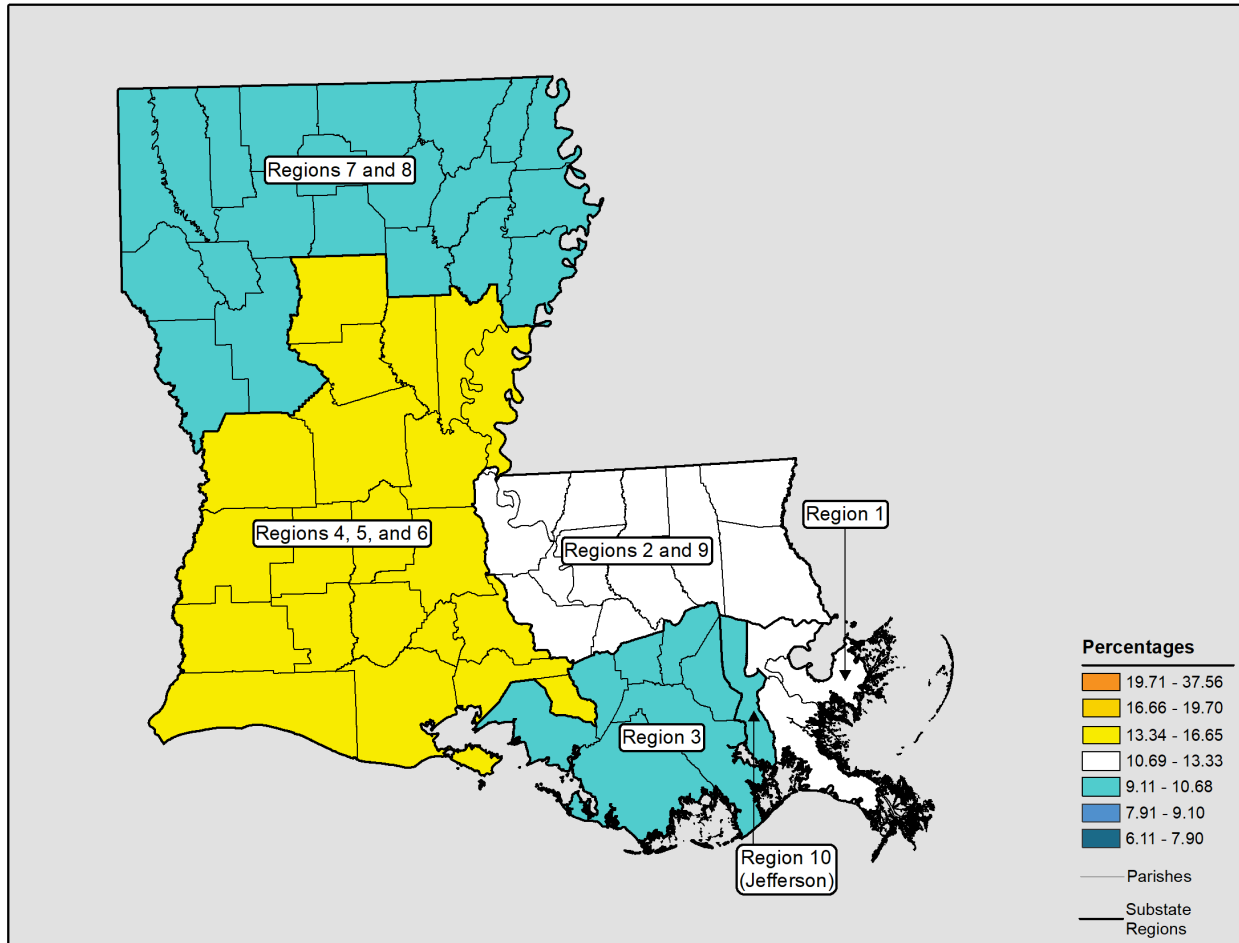 Regions 7 and 8
Regions 4, 5, and 6
Regions 2 and 9
Region 1
Region 3
Region 10
(Jefferson)
Percentages
19.71 - 37.56
16.66 - 19.70
13.34 - 16.65
10.69 - 13.33
9.11 - 10.68
7.91 - 9.10
6.11 - 7.90
Parishes
Substate
Regions